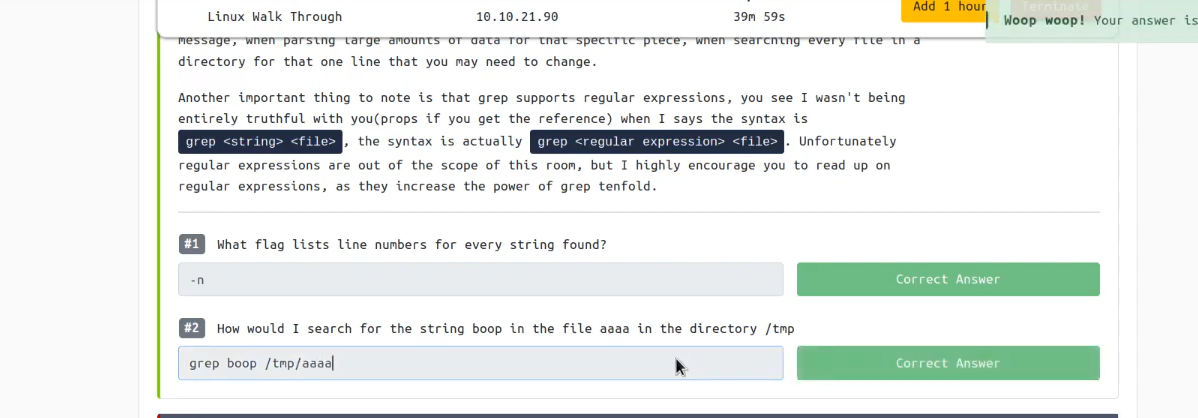 Linux Walk Through 10.10.21.90 39m 59s Add 1 hour Terminate
Woop woop! Your answer is
message, when parsing large amounts of data for that specific piece, when searching every file in a
directory for that one line that you may need to change.
Another important thing to note is that grep supports regular expressions, you see I wasn't being
entirely truthful with you(props if you get the reference) when I says the syntax is
grep <string> <file> , the syntax is actually grep <regular expression> <file> . Unfortunately
regular expressions are out of the scope of this room, but I highly encourage you to read up on
regular expressions, as they increase the power of grep tenfold.
#1 What flag lists line numbers for every string found?
-n Correct Answer
#2 How would I search for the string boop in the file aaaa in the directory /tmp
grep boop /tmp/aaaa Correct Answer